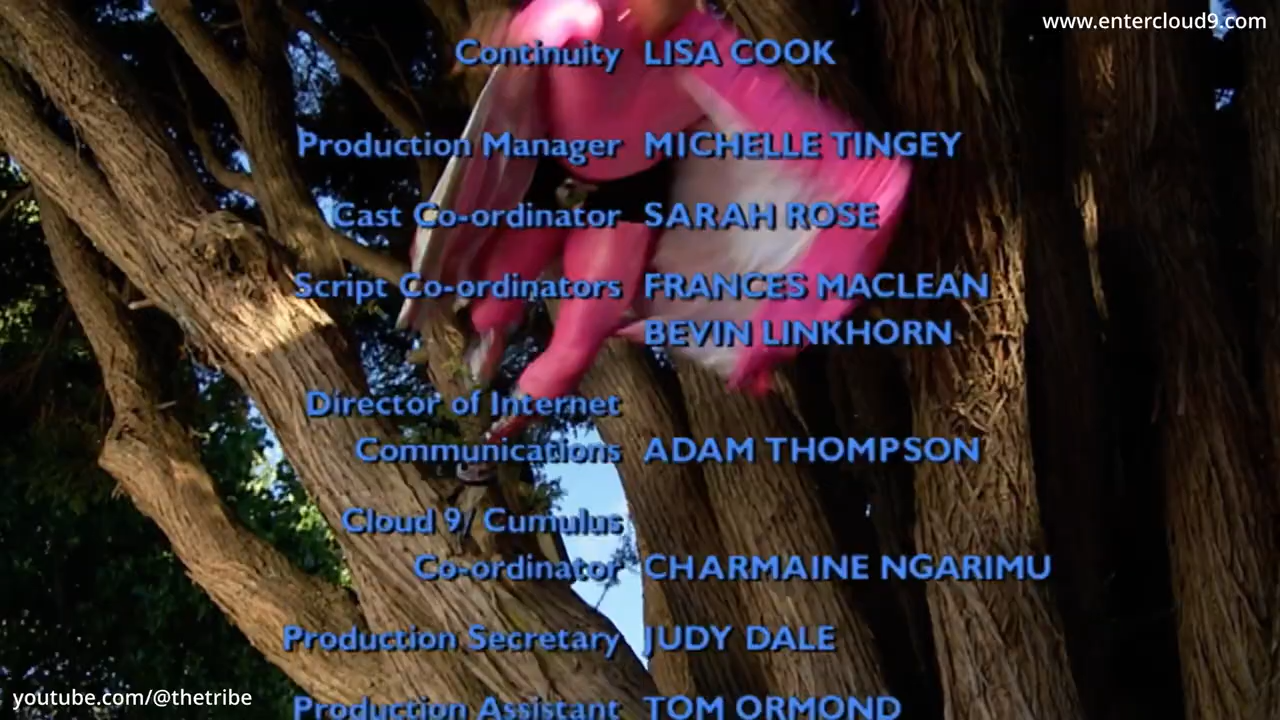 www.entercloud9.com
Continuity LISA COOK
Production Manager MICHELLE TINGEY
Cast Co-ordinator SARAH ROSE
Script Co-ordinators FRANCES MACLEAN
BEVIN LINKHORN
Director of Internet
Communications ADAM THOMPSON
Cloud 9/ Cumulus
Co-ordinator CHARMAINE NGARIMU
Production Secretary JUDY DALE
Production Assistant TOM ORMOND
youtube.com/@thetribe